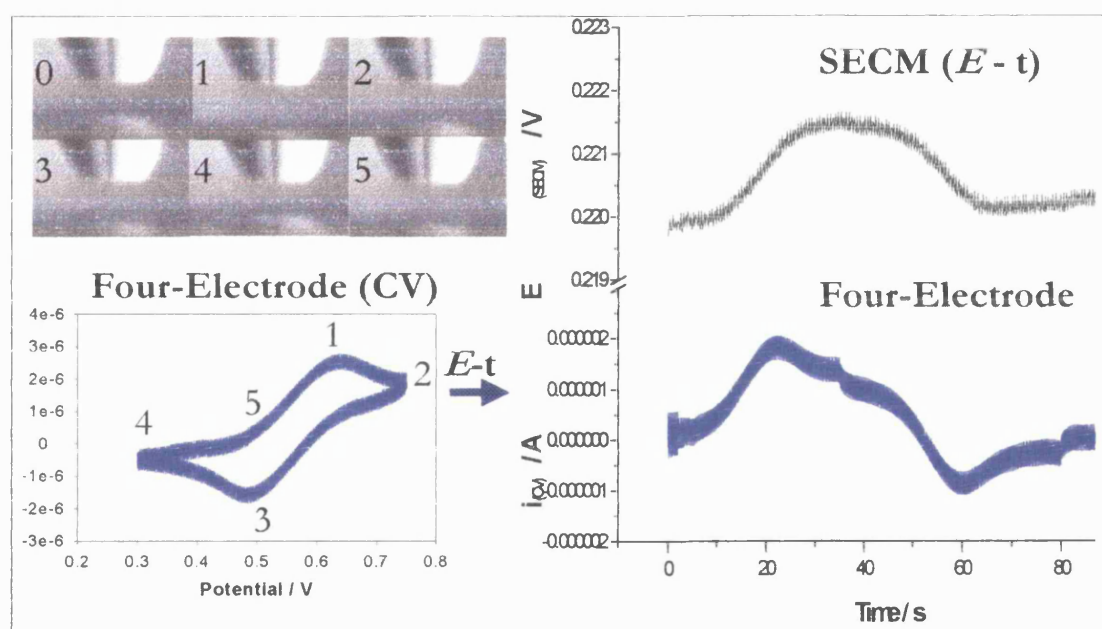 0 1 2
3 4 5
Four-Electrode (CV)
4e-6
3e-6
2e-6
1e-6
0
-1e-6
-2e-6
-3e-6
1
2
3
4
5
0.2 0.3 0.4 0.5 0.6 0.7 0.8
Potential / V
E-t
SECM (E - t)
E (SECM) / V
0.223
0.222
0.221
0.220
0.219
Four-Electrode
i(CV) / A
0.000002
0.000001
0.000000
-0.000001
-0.000002
0 20 40 60 80
Time/ s